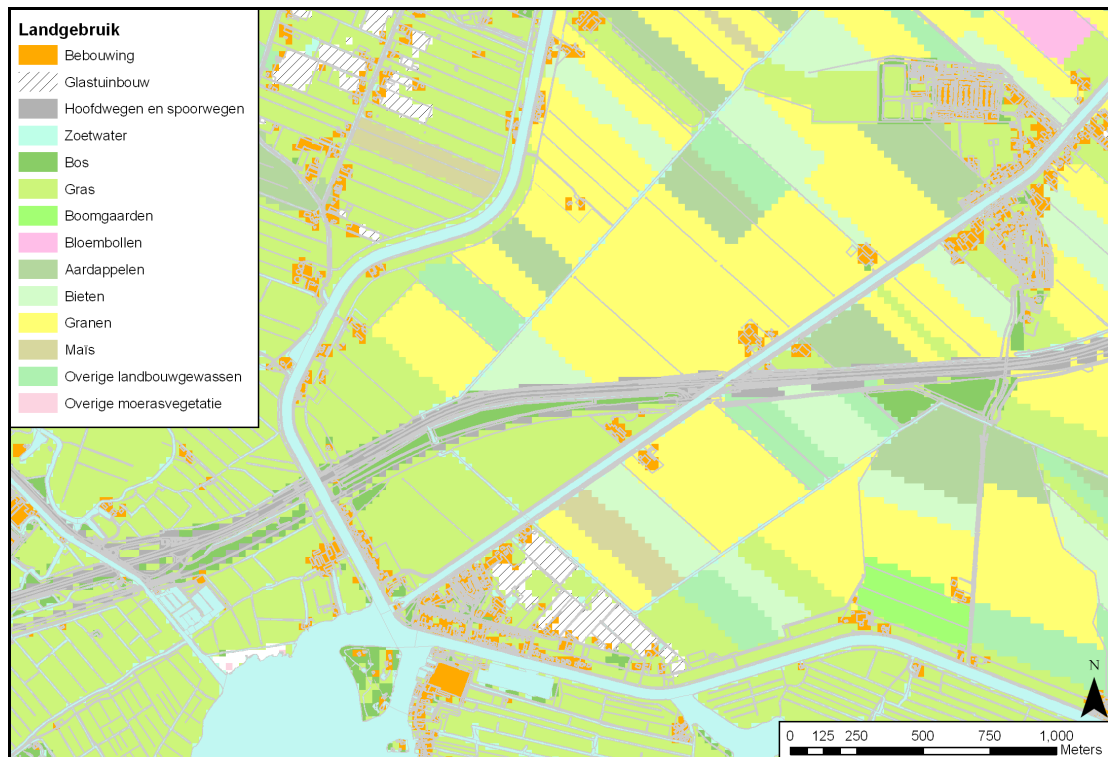 Landgebruik
Bebouwing
Glastuinbouw
Hoofdwegen en spoorwegen
Zoetwater
Bos
Gras
Boomgaarden
Bloembollen
Aardappelen
Bieten
Granen
Maïs
Overige landbouwgewassen
Overige moerasvegetatie
N
0 125 250 500 750 1,000
Meters